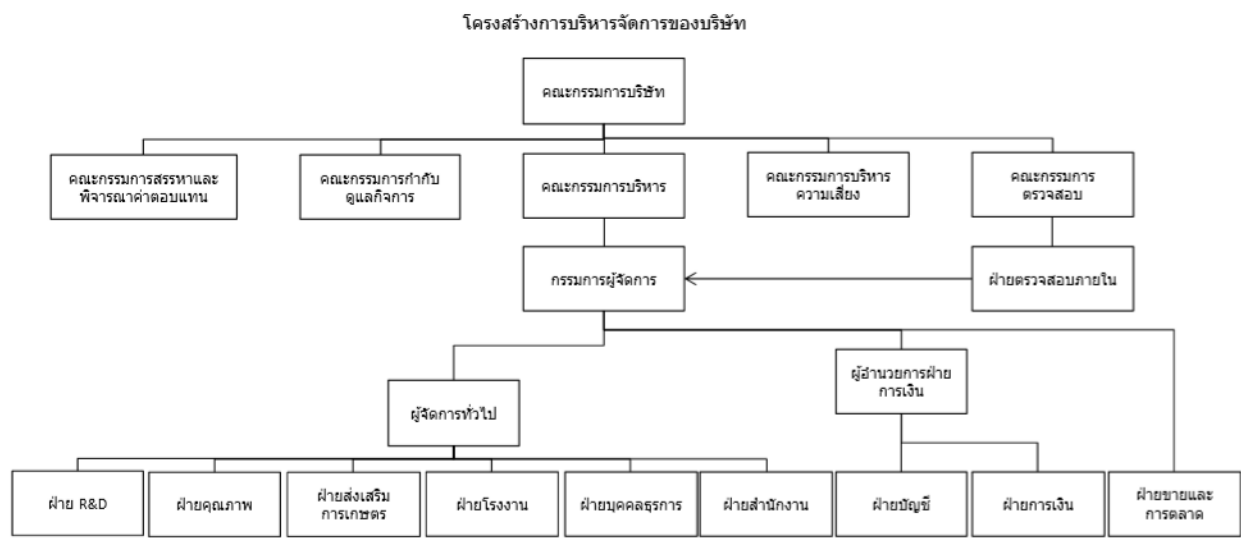 โครงสร้างการบริหารจัดการของบริษัท
คณะกรรมการบริษัท
คณะกรรมการสรรหาและ
พิจารณาค่าตอบแทน
คณะกรรมการกำกับ
ดูแลกิจการ
คณะกรรมการบริหาร
คณะกรรมการบริหาร
ความเสี่ยง
คณะกรรมการ
ตรวจสอบ
กรรมการผู้จัดการ
ฝ่ายตรวจสอบภายใน
ผู้จัดการทั่วไป
ผู้อำนวยการฝ่าย
การเงิน
ฝ่าย R&D
ฝ่ายคุณภาพ
ฝ่ายส่งเสริม
การเกษตร
ฝ่ายโรงงาน
ฝ่ายบุคคลธุรการ
ฝ่ายสำนักงาน
ฝ่ายบัญชี
ฝ่ายการเงิน
ฝ่ายขายและ
การตลาด